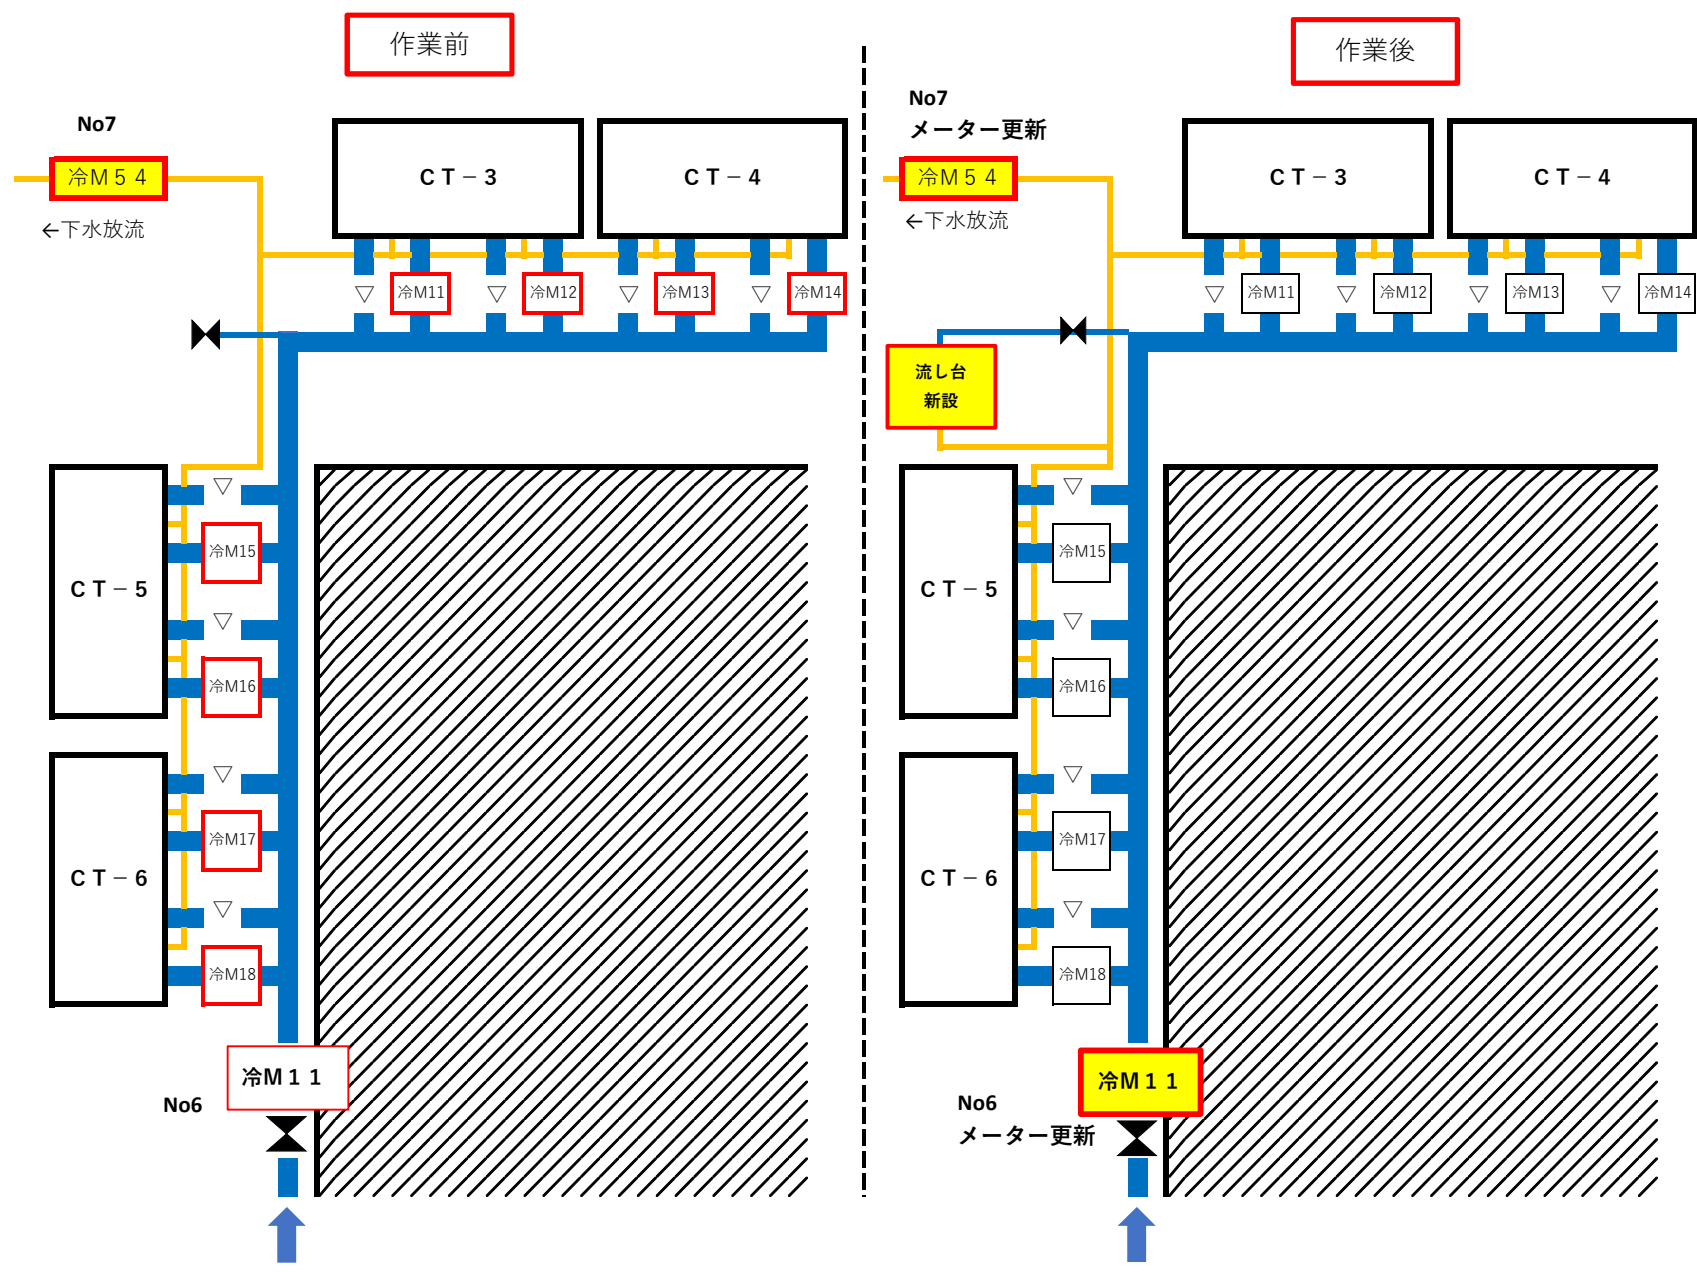 作業前
No7
冷M５４
←下水放流
CT－3
CT－4
冷M11
冷M12
冷M13
冷M14
CT－5
冷M15
冷M16
CT－6
冷M17
冷M18
冷M１１
No6
作業後
No7
メーター更新
冷M５４
←下水放流
CT－3
CT－4
冷M11
冷M12
冷M13
冷M14
流し台
新設
CT－5
冷M15
冷M16
CT－6
冷M17
冷M18
冷M１１
No6
メーター更新